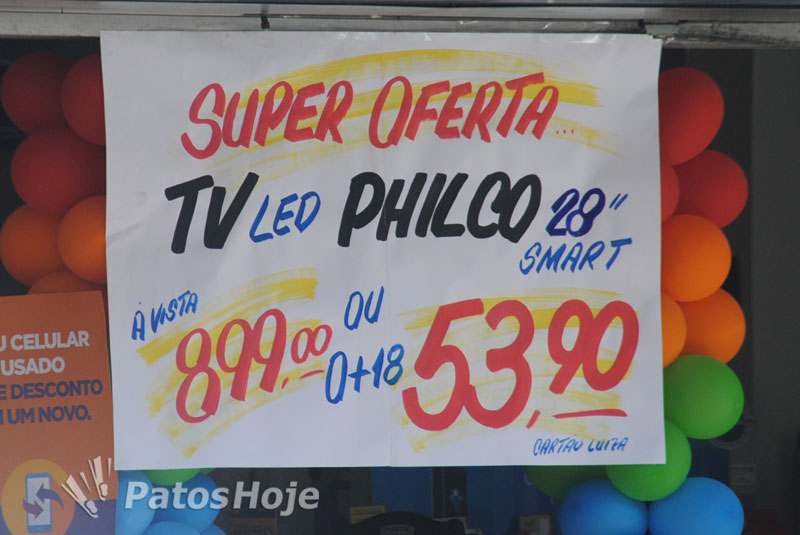 SUPER OFERTA...
TV LED PHILCO 28"
SMART
À VISTA
899,00
OU
0+18
53,90
CARTÃO LUIZA
U CELULAR
USADO
E DESCONTO
M UM NOVO.
PatosHoje